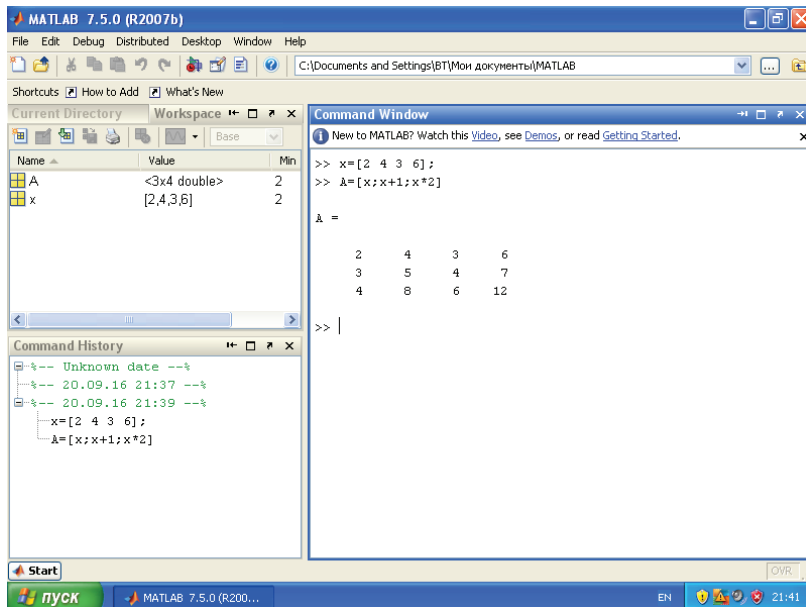 MATLAB 7.5.0 (R2007b)
File Edit Debug Distributed Desktop Window Help
C:\Documents and Settings\BT\Мои документы\MATLAB
Shortcuts How to Add What's New
Current Directory Workspace
Base
Name Value Min
A <3x4 double> 2
x [2,4,3,6] 2
Command History
%-- Unknown date --%
%-- 20.09.16 21:37 --%
%-- 20.09.16 21:39 --%
x=[2 4 3 6];
A=[x;x+1;x*2]
Command Window
New to MATLAB? Watch this Video, see Demos, or read Getting Started.
>> x=[2 4 3 6];
>> A=[x;x+1;x*2]
A =
2 4 3 6
3 5 4 7
4 8 6 12
>>
Start
OVR
пуск MATLAB 7.5.0 (R200... EN 21:41